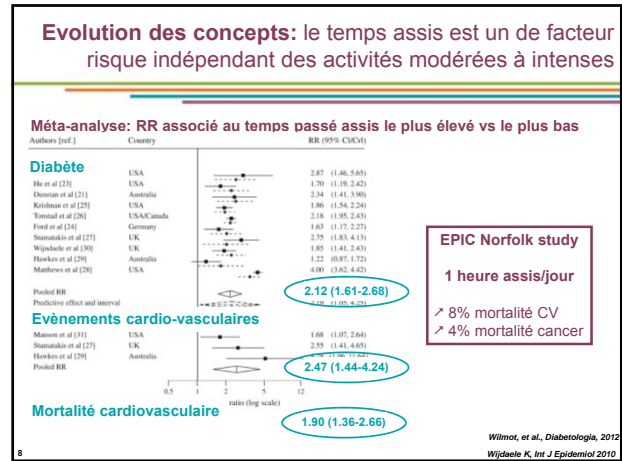 Evolution des concepts: le temps assis est un de facteur
risque indépendant des activités modérées à intenses
Méta-analyse: RR associé au temps passé assis le plus élevé vs le plus bas
Authors [ref.] Country RR (95% CI/CrI)
Diabète
USA 2.87 (1.46, 5.65)
Hu et al [23] USA 1.70 (1.19, 2.42)
Dunstan et al [21] Australia 2.34 (1.41, 3.90)
Krishnan et al [25] USA 1.86 (1.54, 2.24)
Tonstad et al [26] USA/Canada 2.18 (1.95, 2.43)
Ford et al [24] Germany 1.63 (1.17, 2.27)
Stamatakis et al [27] UK 2.75 (1.83, 4.13)
Wijndaele et al [30] UK 1.85 (1.41, 2.43)
Hawkes et al [29] Australia 1.22 (0.87, 1.72)
Matthews et al [28] USA 4.00 (3.62, 4.42)
Pooled RR 2.12 (1.61-2.68)
Predictive effect and interval
Evènements cardio-vasculaires
Manson et al [31] USA 1.68 (1.07, 2.64)
Stamatakis et al [27] UK 2.55 (1.41, 4.65)
Hawkes et al [29] Australia
Pooled RR 2.47 (1.44-4.24)
0.5 1 2 5 12
ratio (log scale)
Mortalité cardiovasculaire
1.90 (1.36-2.66)
EPIC Norfolk study
1 heure assis/jour
↗ 8% mortalité CV
↗ 4% mortalité cancer
Wilmot, et al., Diabetologia, 2012
8 Wijdaele K, Int J Epidemiol 2010